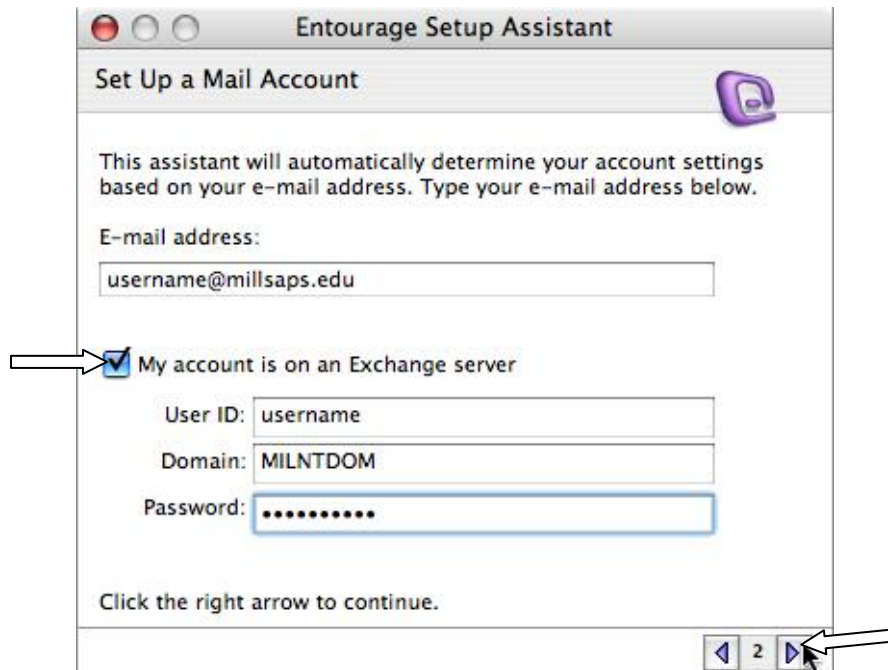 Entourage Setup Assistant
Set Up a Mail Account
This assistant will automatically determine your account settings
based on your e-mail address. Type your e-mail address below.
E-mail address:
username@millsaps.edu
My account is on an Exchange server
User ID: username
Domain: MILNTDOM
Password: ••••••••••
Click the right arrow to continue.
2